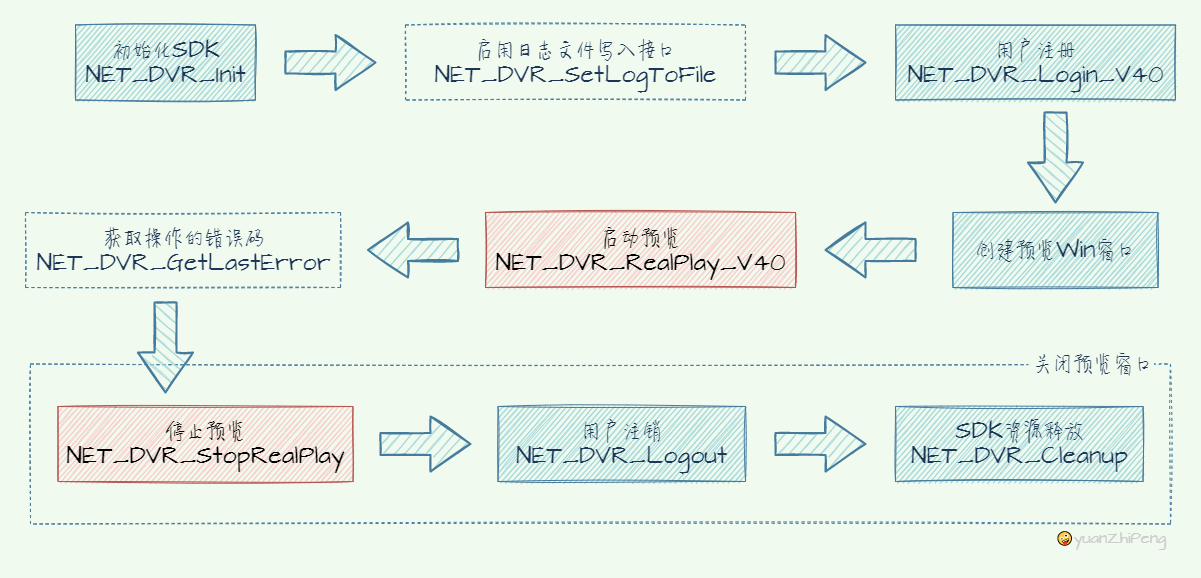 初始化SDK
NET_DVR_Init
启用日志文件写入接口
NET_DVR_SetLogToFile
用户注册
NET_DVR_Login_V40
获取操作的错误码
NET_DVR_GetLastError
启动预览
NET_DVR_RealPlay_V40
创建预览Win窗口
关闭预览窗口
停止预览
NET_DVR_StopRealPlay
用户注销
NET_DVR_Logout
SDK资源释放
NET_DVR_Cleanup
yuanZhiPeng